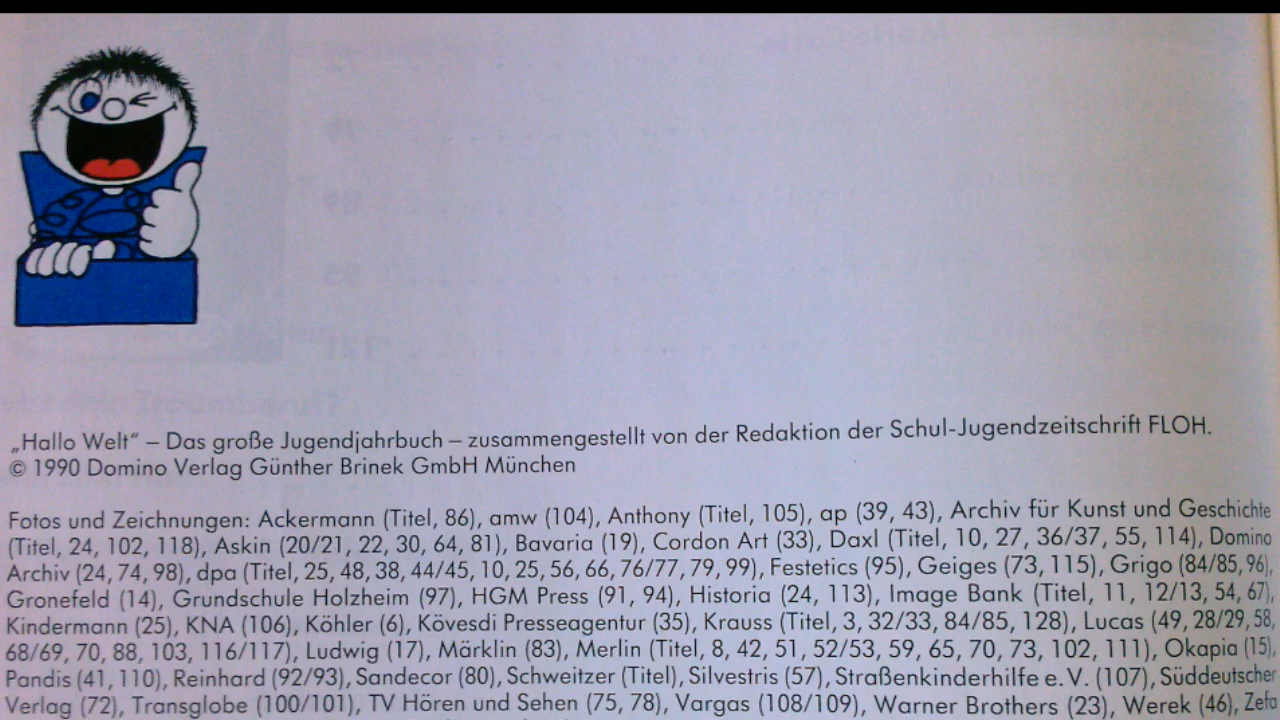 „Hallo Welt“ – Das große Jugendjahrbuch – zusammengestellt von der Redaktion der Schul-Jugendzeitschrift FLOH.
© 1990 Domino Verlag Günther Brinek GmbH München
Fotos und Zeichnungen: Ackermann (Titel, 86), amw (104), Anthony (Titel, 105), ap (39, 43), Archiv für Kunst und Geschichte
(Titel, 24, 102, 118), Askin (20/21, 22, 30, 64, 81), Bavaria (19), Cordon Art (33), Daxl (Titel, 10, 27, 36/37, 55, 114), Domino
Archiv (24, 74, 98), dpa (Titel, 25, 48, 38, 44/45, 10, 25, 56, 66, 76/77, 79, 99), Festetics (95), Geiges (73, 115), Grigo (84/85, 96),
Gronefeld (14), Grundschule Holzheim (97), HGM Press (91, 94), Historia (24, 113), Image Bank (Titel, 11, 12/13, 54, 67),
Kindermann (25), KNA (106), Köhler (6), Kövesdi Presseagentur (35), Krauss (Titel, 3, 32/33, 84/85, 128), Lucas (49, 28/29, 58,
68/69, 70, 88, 103, 116/117), Ludwig (17), Märklin (83), Merlin (Titel, 8, 42, 51, 52/53, 59, 65, 70, 73, 102, 111), Okapia (15),
Pandis (41, 110), Reinhard (92/93), Sandecor (80), Schweitzer (Titel), Silvestris (57), Straßenkinderhilfe e. V. (107), Süddeutscher
Verlag (72), Transglobe (100/101), TV Hören und Sehen (75, 78), Vargas (108/109), Warner Brothers (23), Werek (46), Zefa